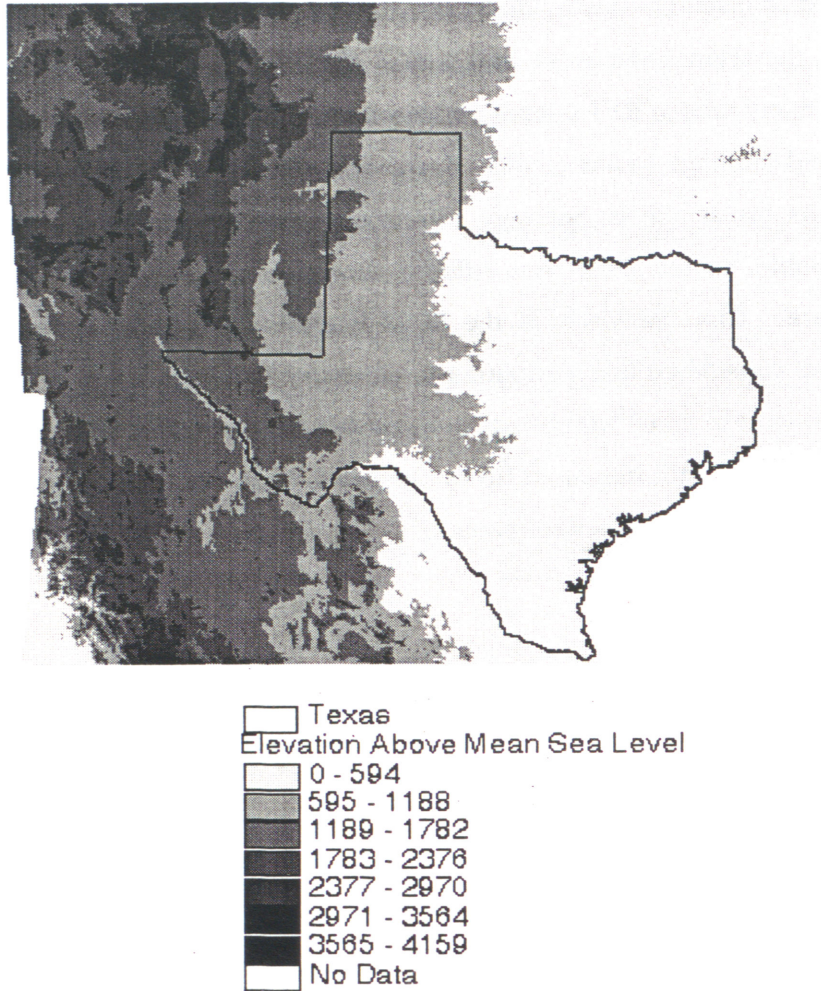 Texas
Elevation Above Mean Sea Level
0 - 594
595 - 1188
1189 - 1782
1783 - 2376
2377 - 2970
2971 - 3564
3565 - 4159
No Data